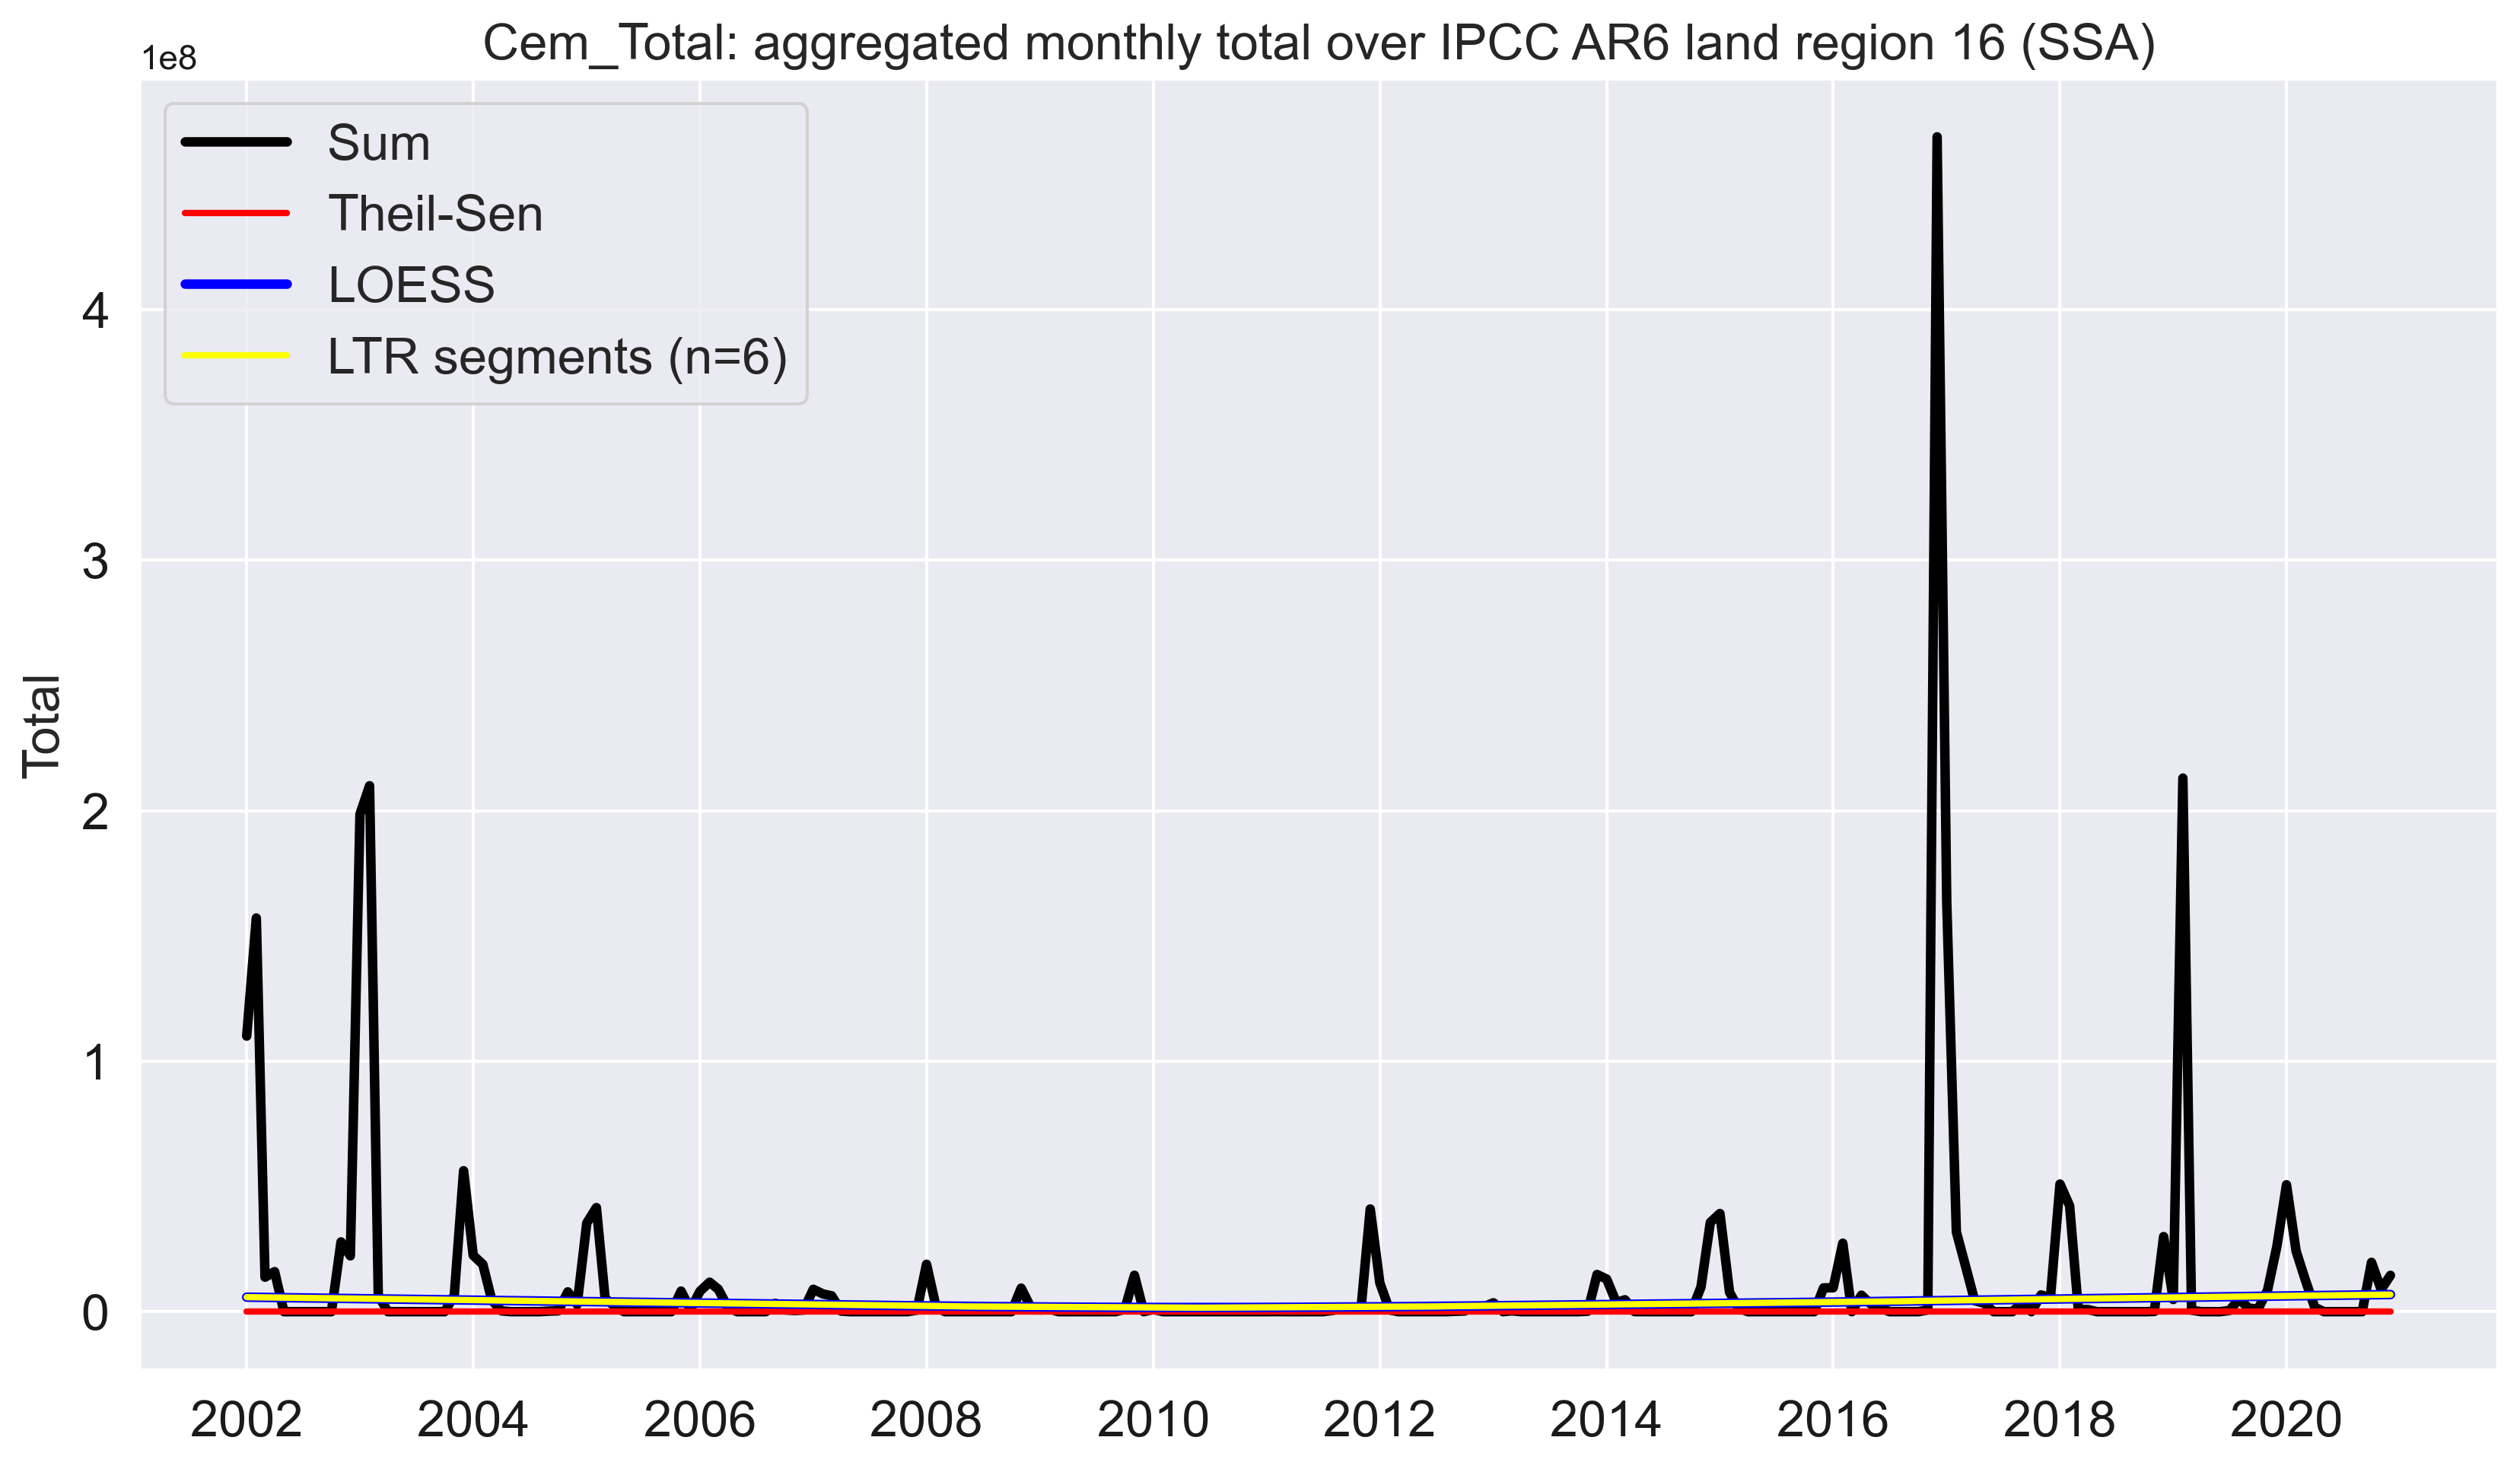 Cem_Total: aggregated monthly total over IPCC AR6 land region 16 (SSA)
1e8
Sum
Theil-Sen
LOESS
LTR segments (n=6)
Total
4
3
2
1
0
2002 2004 2006 2008 2010 2012 2014 2016 2018 2020